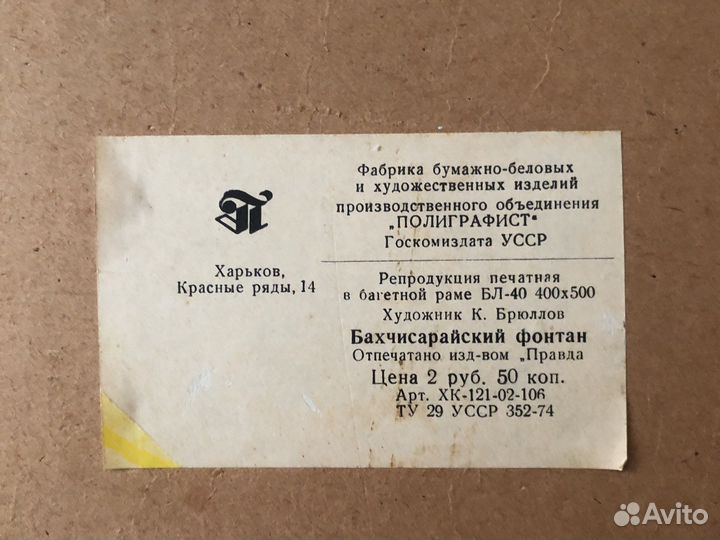 П
Харьков,
Красные ряды, 14
Фабрика бумажно-беловых
и художественных изделий
производственного объединения
„ПОЛИГРАФИСТ"
Госкомиздата УССР
Репродукция печатная
в багетной раме БЛ-40 400х500
Художник К. Брюллов
Бахчисарайский фонтан
Отпечатано изд-вом „Правда
Цена 2 руб. 50 коп.
Арт. ХК-121-02-106
ТУ 29 УССР 352-74
Avito